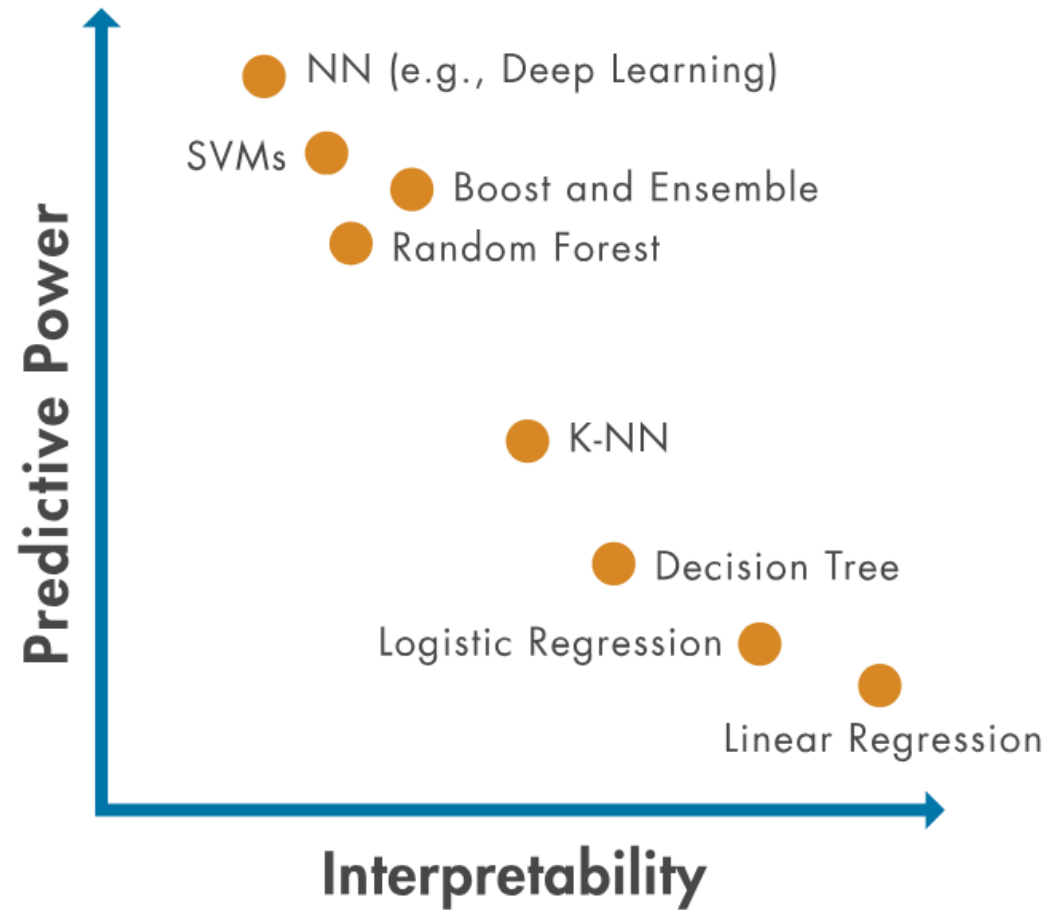 NN (e.g., Deep Learning)
SVMs
Boost and Ensemble
Random Forest
Predictive Power
K-NN
Decision Tree
Logistic Regression
Linear Regression
Interpretability